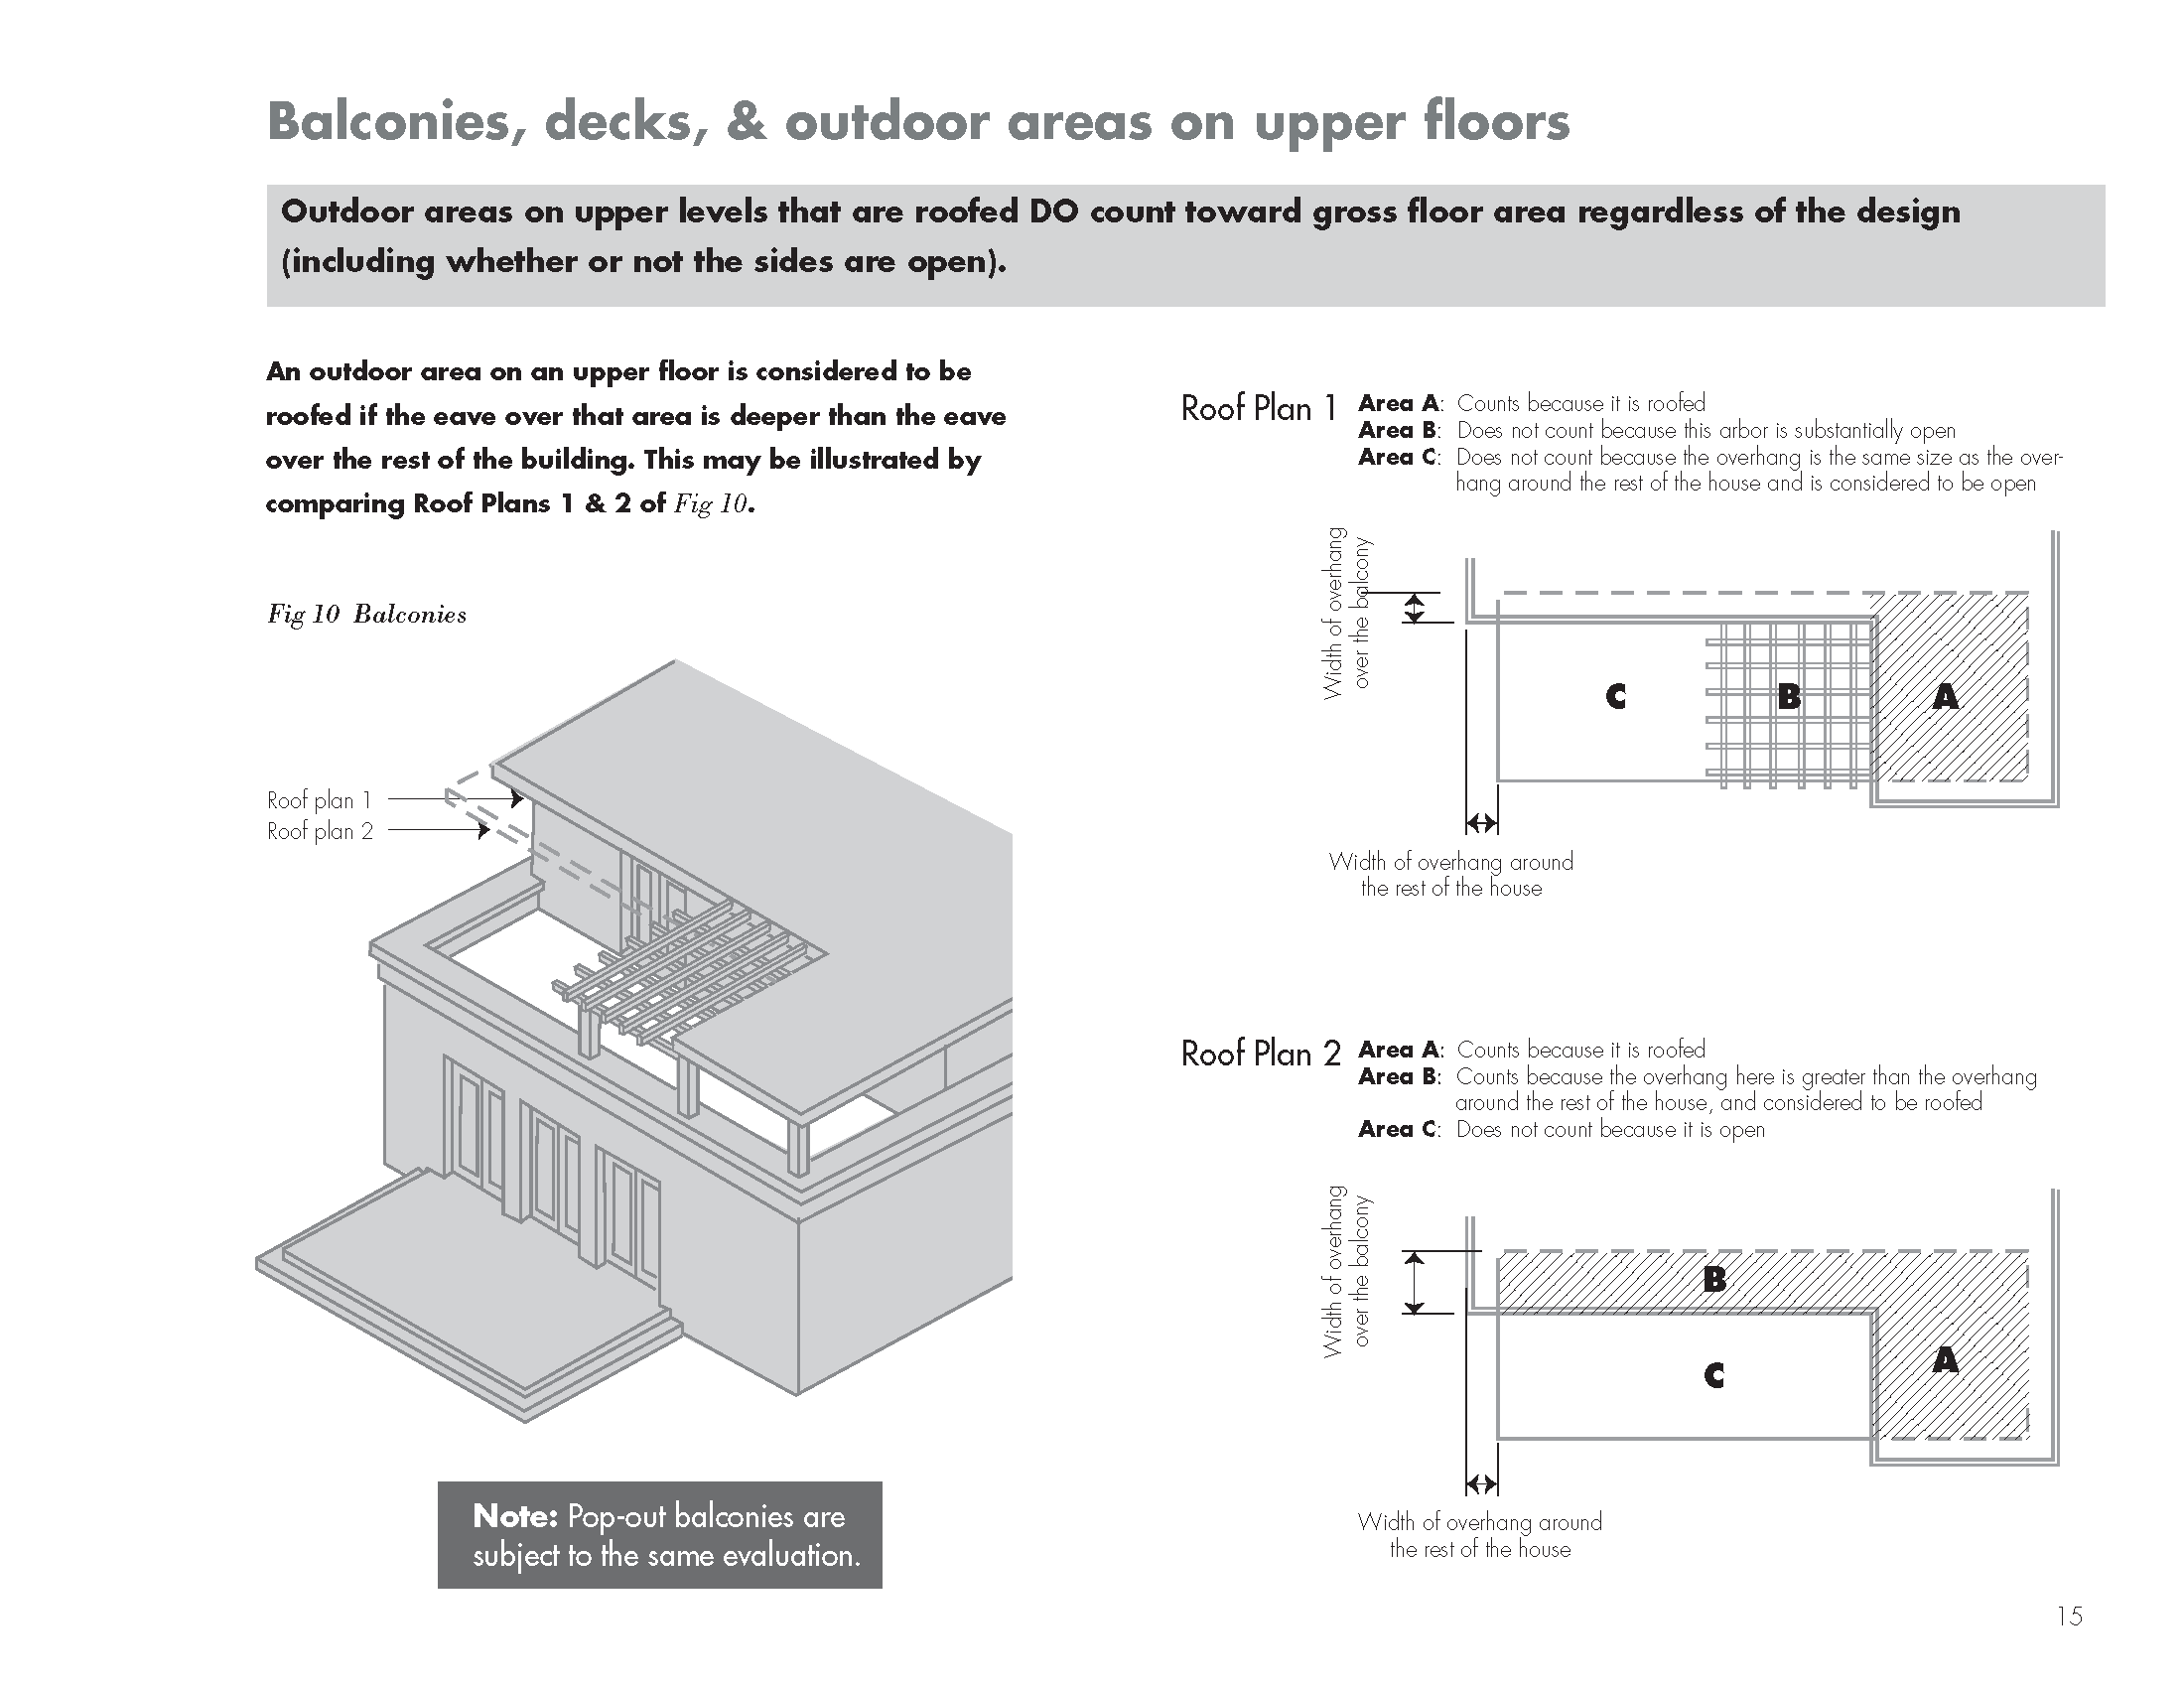 Balconies, decks, & outdoor areas on upper floors
Outdoor areas on upper levels that are roofed DO count toward gross floor area regardless of the design
(including whether or not the sides are open).
An outdoor area on an upper floor is considered to be
roofed if the eave over that area is deeper than the eave
over the rest of the building. This may be illustrated by
comparing Roof Plans 1 & 2 of Fig 10.
Fig 10 Balconies
Roof plan 1
Roof plan 2
Note: Pop-out balconies are
subject to the same evaluation.
Roof Plan 1
Area A: Counts because it is roofed
Area B: Does not count because this arbor is substantially open
Area C: Does not count because the overhang is the same size as the over-
hang around the rest of the house and is considered to be open
Width of overhang
over the balcony
C
B
A
Width of overhang around
the rest of the house
Roof Plan 2
Area A: Counts because it is roofed
Area B: Counts because the overhang here is greater than the overhang
around the rest of the house, and considered to be roofed
Area C: Does not count because it is open
Width of overhang
over the balcony
B
A
C
Width of overhang around
the rest of the house
15